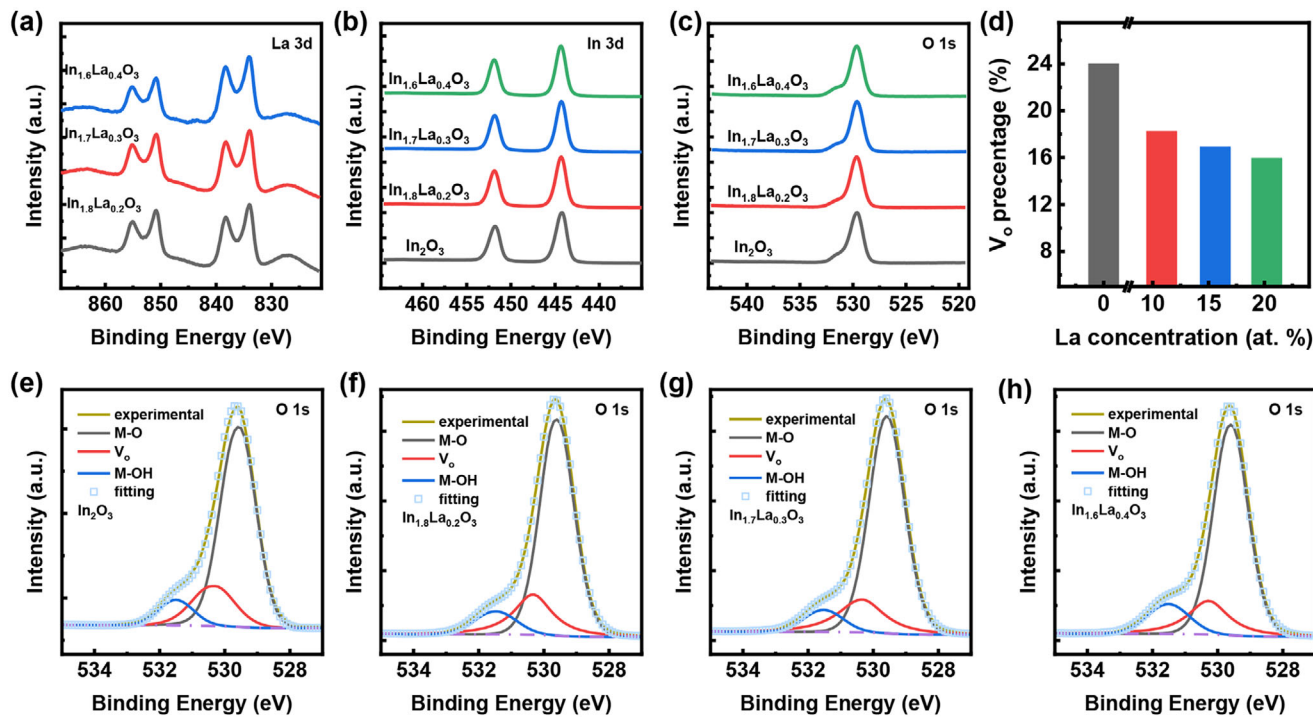 (a)
La 3d
In1.6La0.4O3
In1.7La0.3O3
In1.8La0.2O3
Intensity (a.u.)
860 850 840 830
Binding Energy (eV)
(b)
In 3d
In1.6La0.4O3
In1.7La0.3O3
In1.8La0.2O3
In2O3
Intensity (a.u.)
460 455 450 445 440
Binding Energy (eV)
(c)
O 1s
In1.6La0.4O3
In1.7La0.3O3
In1.8La0.2O3
In2O3
Intensity (a.u.)
540 535 530 525 520
Binding Energy (eV)
(d)
Vo precentage (%)
24
20
16
12
8
0 10 15 20
La concentration (at. %)
(e)
O 1s
experimental
M-O
Vo
M-OH
fitting
In2O3
Intensity (a.u.)
534 532 530 528
Binding Energy (eV)
(f)
O 1s
experimental
M-O
Vo
M-OH
fitting
In1.8La0.2O3
Intensity (a.u.)
534 532 530 528
Binding Energy (eV)
(g)
O 1s
experimental
M-O
Vo
M-OH
fitting
In1.7La0.3O3
Intensity (a.u.)
534 532 530 528
Binding Energy (eV)
(h)
O 1s
experimental
M-O
Vo
M-OH
fitting
In1.6La0.4O3
Intensity (a.u.)
534 532 530 528
Binding Energy (eV)